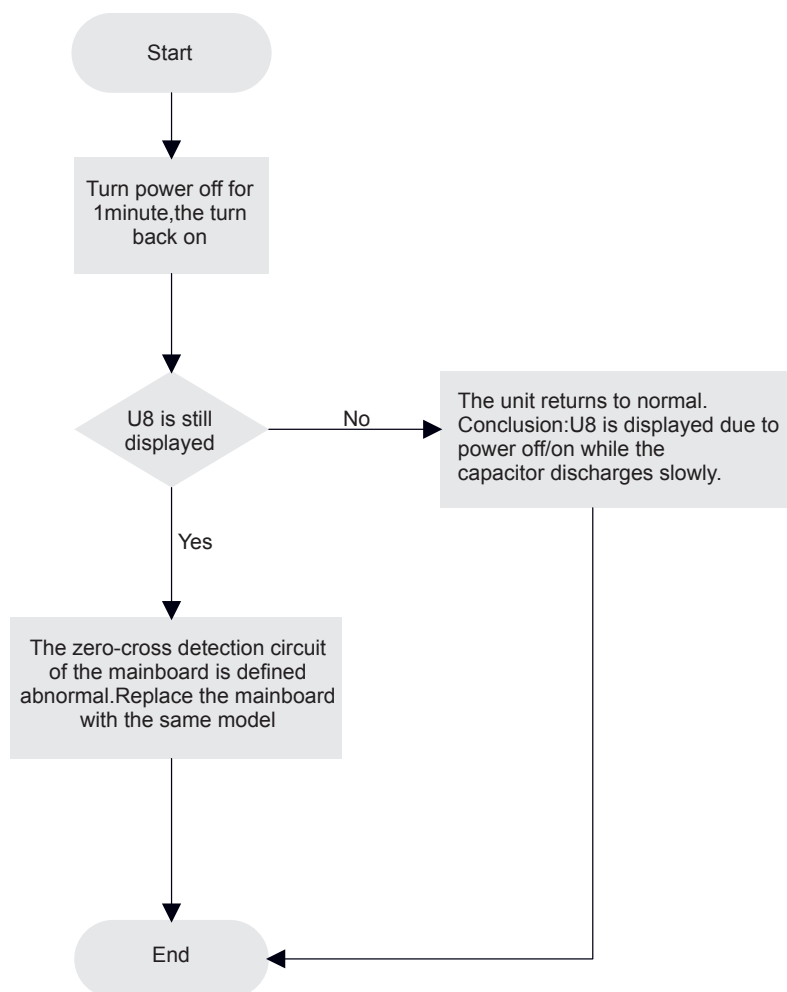 Start
Turn power off for
1minute,the turn
back on
U8 is still
displayed
No
The unit returns to normal.
Conclusion:U8 is displayed due to
power off/on while the
capacitor discharges slowly.
Yes
The zero-cross detection circuit
of the mainboard is defined
abnormal.Replace the mainboard
with the same model
End